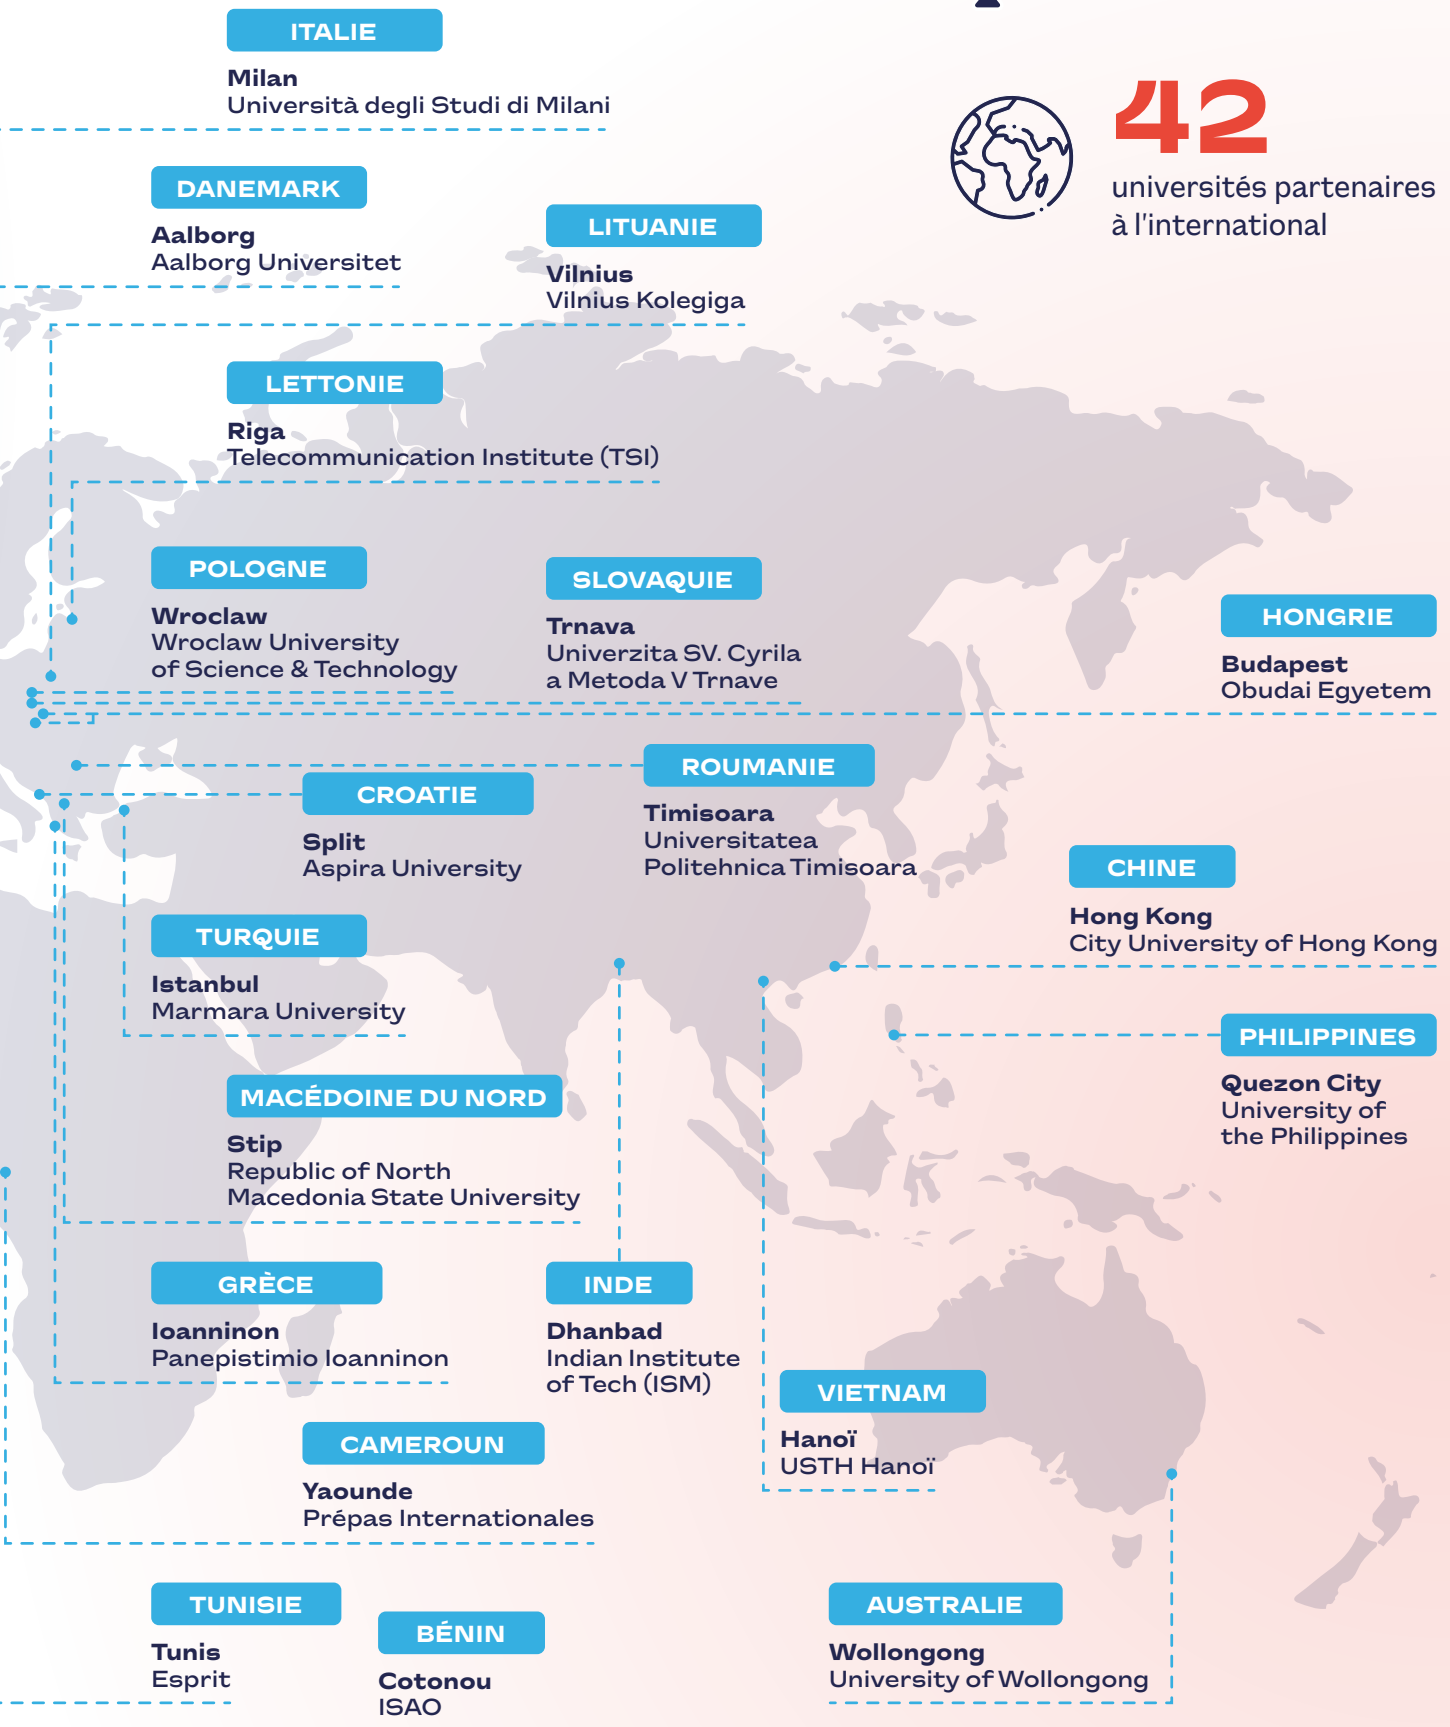 ITALIE
Milan
Università degli Studi di Milani
42
universités partenaires
à l'international
DANEMARK
Aalborg
Aalborg Universitet
LITUANIE
Vilnius
Vilnius Kolegiga
LETTONIE
Riga
Telecommunication Institute (TSI)
POLOGNE
Wroclaw
Wroclaw University
of Science & Technology
SLOVAQUIE
Trnava
Univerzita SV. Cyrila
a Metoda V Trnave
HONGRIE
Budapest
Obudai Egyetem
ROUMANIE
Timisoara
Universitatea
Politehnica Timisoara
CROATIE
Split
Aspira University
CHINE
Hong Kong
City University of Hong Kong
TURQUIE
Istanbul
Marmara University
PHILIPPINES
Quezon City
University of
the Philippines
MACÉDOINE DU NORD
Stip
Republic of North
Macedonia State University
GRÈCE
Ioanninon
Panepistimio Ioanninon
INDE
Dhanbad
Indian Institute
of Tech (ISM)
VIETNAM
Hanoï
USTH Hanoï
CAMEROUN
Yaounde
Prépas Internationales
TUNISIE
Tunis
Esprit
BÉNIN
Cotonou
ISAO
AUSTRALIE
Wollongong
University of Wollongong